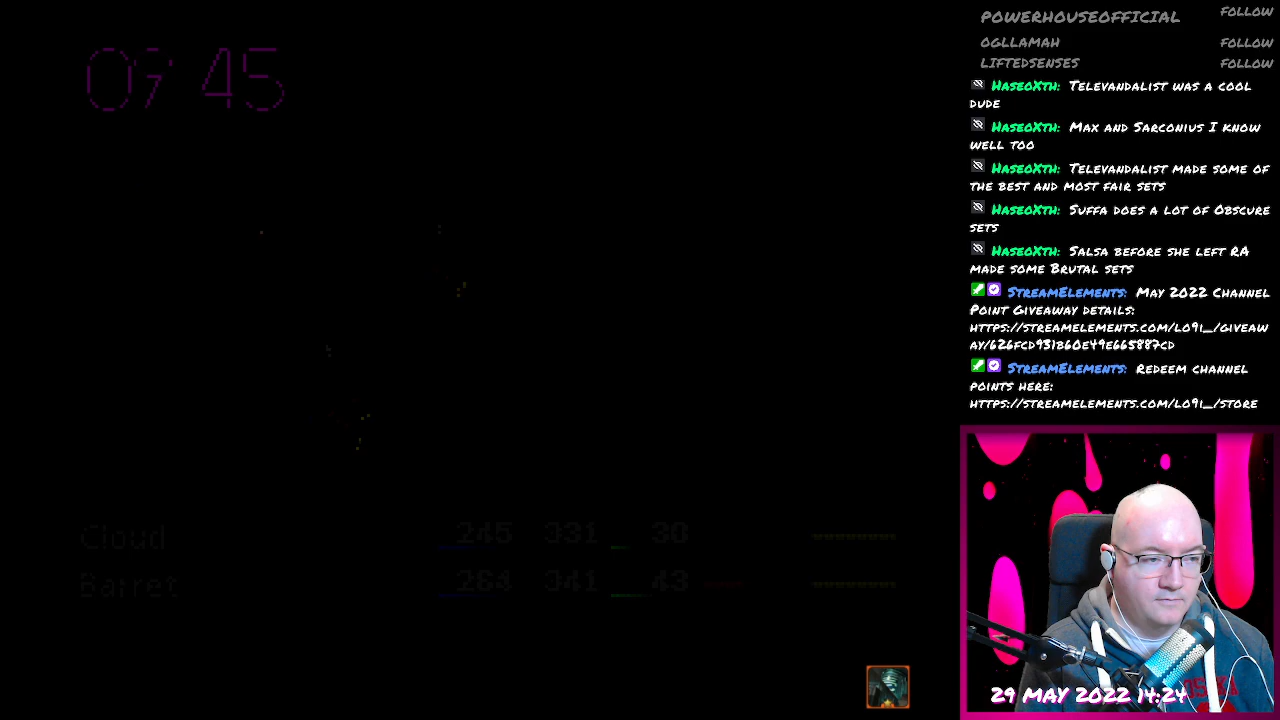 07:45
Cloud 245 331 30
Barret 264 341 43
POWERHOUSEOFFICIAL FOLLOW
OGLLAMAH FOLLOW
LIFTEDSENSES FOLLOW
HaseoXth: Televandalist was a cool
dude
HaseoXth: Max and Sarconius I know
well too
HaseoXth: Televandalist made some of
the best and most fair sets
HaseoXth: Suffa does a lot of Obscure
sets
HaseoXth: Salsa before she left RA
made some Brutal sets
StreamElements: May 2022 Channel
Point Giveaway details:
https://streamelements.com/lo9i_/giveaw
ay/626fcd931b60e49e665887cd
StreamElements: Redeem channel
points here:
https://streamelements.com/lo9i_/store
29 MAY 2022 14:24